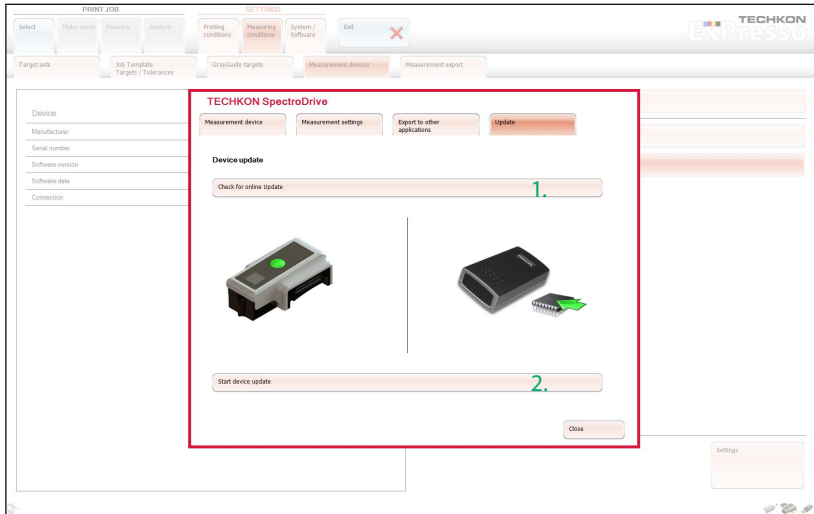 PRINT JOB
SETTINGS
Select
Make-ready
Measure
Analyze
Printing
conditions
Measuring
conditions
System /
Software
Exit
TECHKON
ExPresso
Target sets
Job Template
Targets / Tolerances
GrayGuide targets
Measurement devices
Measurement export
Device
Manufacturer
Serial number
Software version
Software date
Connection
TECHKON SpectroDrive
Measurement device
Measurement settings
Export to other
applications
Update
Device update
Check for online Update
1.
Start device update
2.
Close
Settings